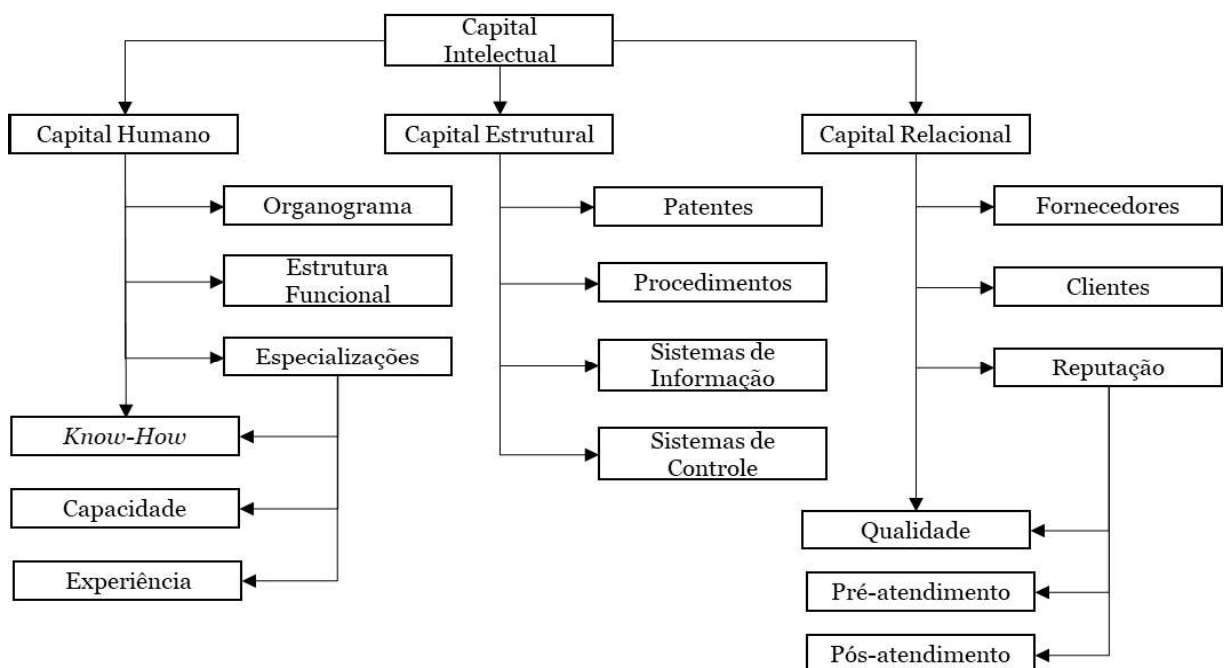 Capital
Intelectual
Capital Humano
Capital Estrutural
Capital Relacional
Organograma
Patentes
Fornecedores
Estrutura
Funcional
Procedimentos
Clientes
Especializações
Sistemas de
Informação
Reputação
Know-How
Sistemas de
Controle
Capacidade
Qualidade
Experiência
Pré-atendimento
Pós-atendimento